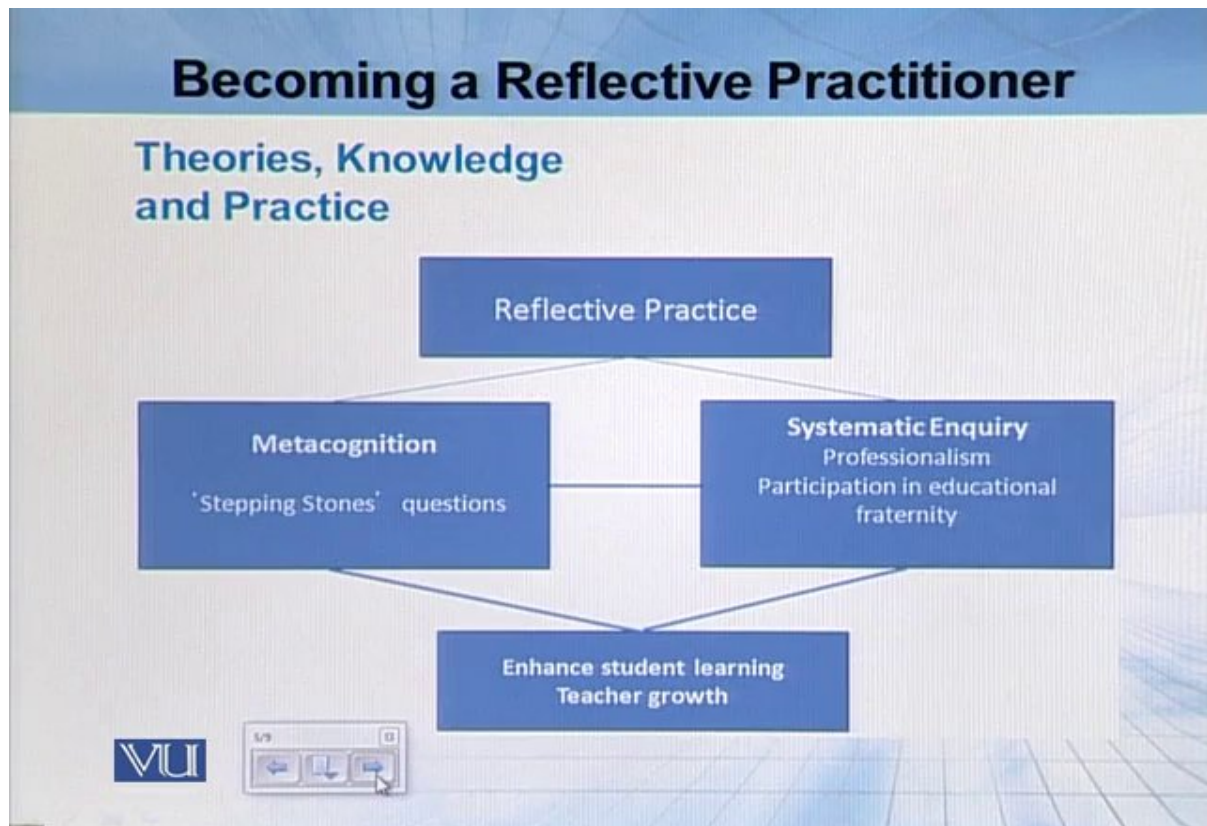 Becoming a Reflective Practitioner
Theories, Knowledge
and Practice
Reflective Practice
Metacognition
'Stepping Stones' questions
Systematic Enquiry
Professionalism
Participation in educational
fraternity
Enhance student learning
Teacher growth
VU
5/9